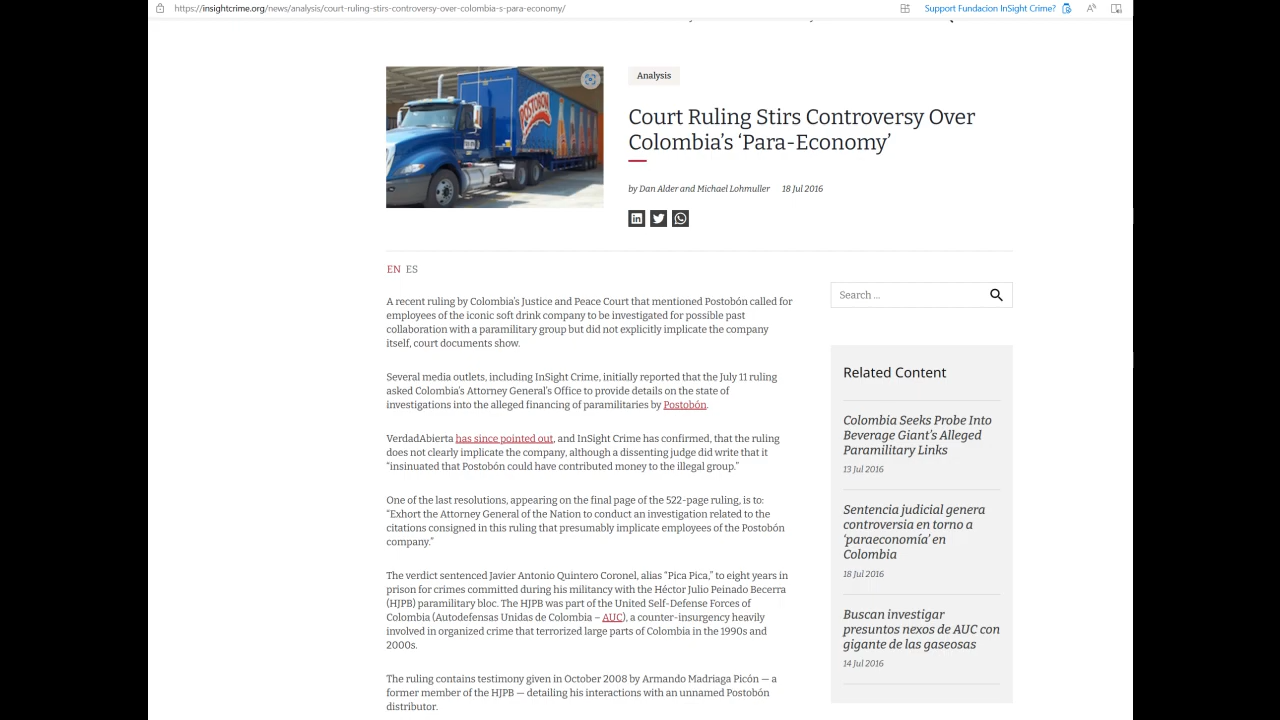 https://insightcrime.org/news/analysis/court-ruling-stirs-controversy-over-colombia-s-para-economy/
Support Fundacion InSight Crime?
POSTOBÓN
Analysis
Court Ruling Stirs Controversy Over
Colombia’s ‘Para-Economy’
by Dan Alder and Michael Lohmuller 18 Jul 2016
EN ES
A recent ruling by Colombia’s Justice and Peace Court that mentioned Postobón called for
employees of the iconic soft drink company to be investigated for possible past
collaboration with a paramilitary group but did not explicitly implicate the company
itself, court documents show.
Several media outlets, including InSight Crime, initially reported that the July 11 ruling
asked Colombia’s Attorney General’s Office to provide details on the state of
investigations into the alleged financing of paramilitaries by Postobón.
VerdadAbierta has since pointed out, and InSight Crime has confirmed, that the ruling
does not clearly implicate the company, although a dissenting judge did write that it
“insinuated that Postobón could have contributed money to the illegal group.”
One of the last resolutions, appearing on the final page of the 522-page ruling, is to:
“Exhort the Attorney General of the Nation to conduct an investigation related to the
citations consigned in this ruling that presumably implicate employees of the Postobón
company.”
The verdict sentenced Javier Antonio Quintero Coronel, alias “Pica Pica,” to eight years in
prison for crimes committed during his militancy with the Héctor Julio Peinado Becerra
(HJPB) paramilitary bloc. The HJPB was part of the United Self-Defense Forces of
Colombia (Autodefensas Unidas de Colombia – AUC), a counter-insurgency heavily
involved in organized crime that terrorized large parts of Colombia in the 1990s and
2000s.
The ruling contains testimony given in October 2008 by Armando Madriaga Picón — a
former member of the HJPB — detailing his interactions with an unnamed Postobón
distributor.
Search ...
Related Content
Colombia Seeks Probe Into
Beverage Giant’s Alleged
Paramilitary Links
13 Jul 2016
Sentencia judicial genera
controversia en torno a
‘paraeconomía’ en
Colombia
18 Jul 2016
Buscan investigar
presuntos nexos de AUC con
gigante de las gaseosas
14 Jul 2016